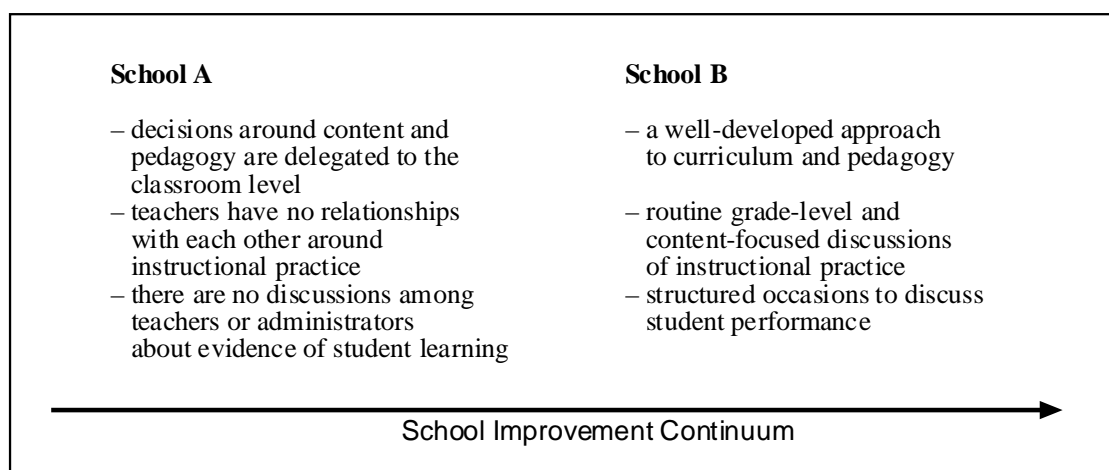 School A
– decisions around content and
pedagogy are delegated to the
classroom level
– teachers have no relationships
with each other around
instructional practice
– there are no discussions among
teachers or administrators
about evidence of student learning
School B
– a well-developed approach
to curriculum and pedagogy
– routine grade-level and
content-focused discussions
of instructional practice
– structured occasions to discuss
student performance
School Improvement Continuum